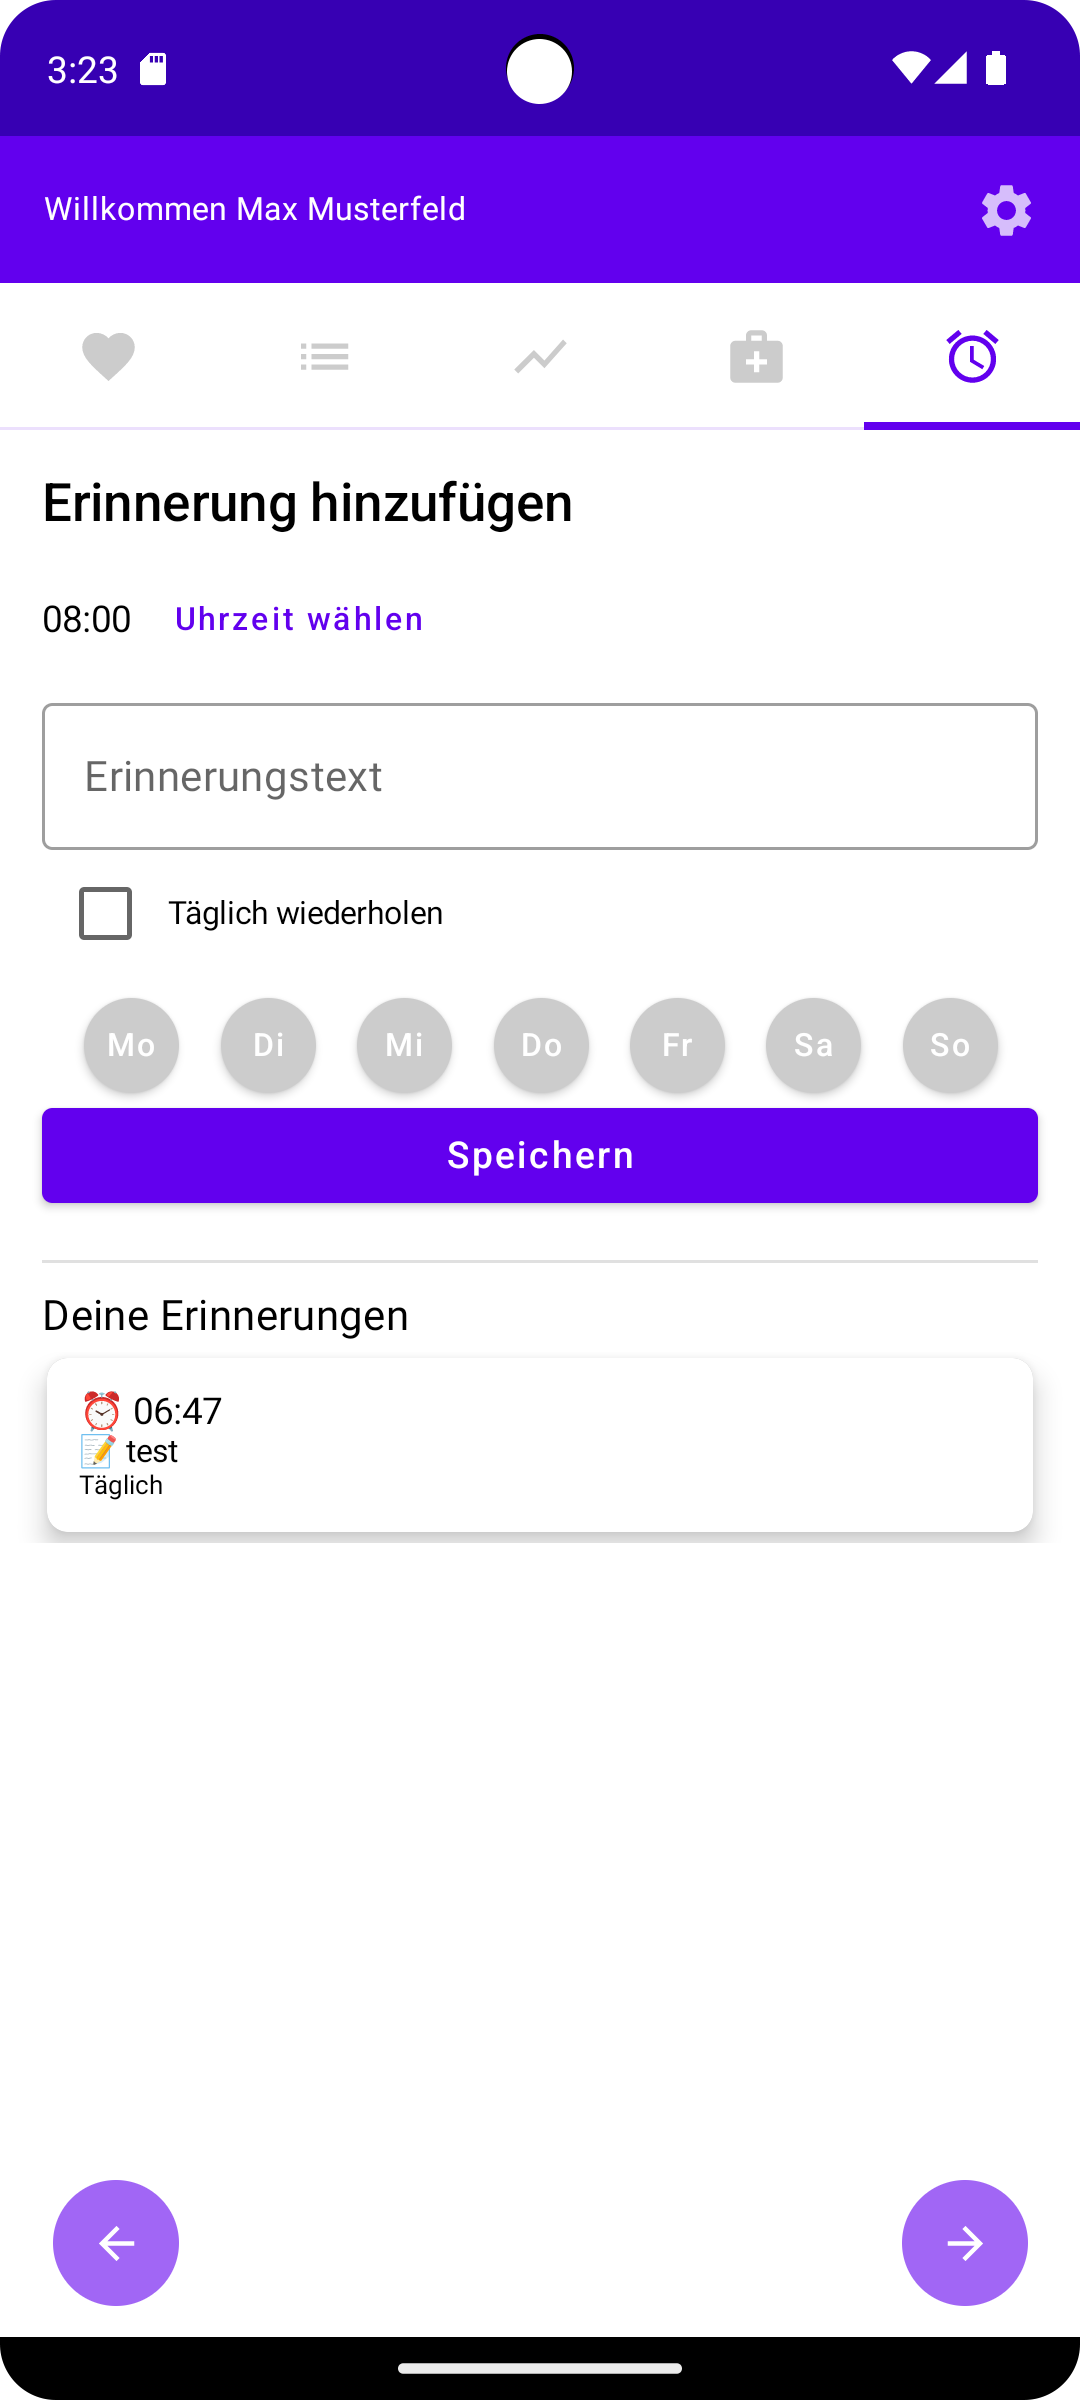 3:23
Willkommen Max Musterfeld
Erinnerung hinzufügen
08:00 Uhrzeit wählen
Erinnerungstext
Täglich wiederholen
Mo Di Mi Do Fr Sa So
Speichern
Deine Erinnerungen
⏰ 06:47
📝 test
Täglich